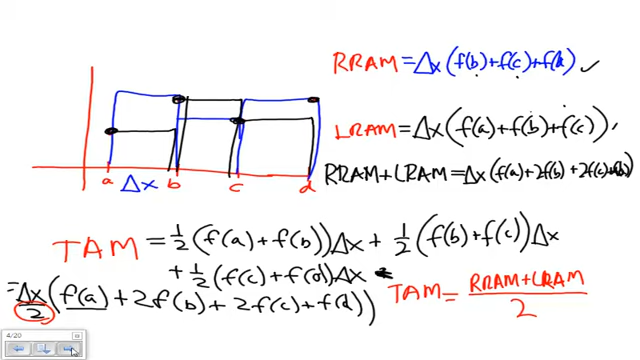 RRAM = Δx(f(b)+f(c)+f(d))
LRAM = Δx(f(a)+f(b)+f(c))
RRAM+LRAM = Δx(f(a)+2f(b)+2f(c)+f(d))
a Δx b c d
TAM = 1/2(f(a)+f(b))Δx + 1/2(f(b)+f(c))Δx
+ 1/2(f(c)+f(d))Δx
= Δx/2(f(a)+2f(b)+2f(c)+f(d))
TAM = RRAM+LRAM/2
4/20